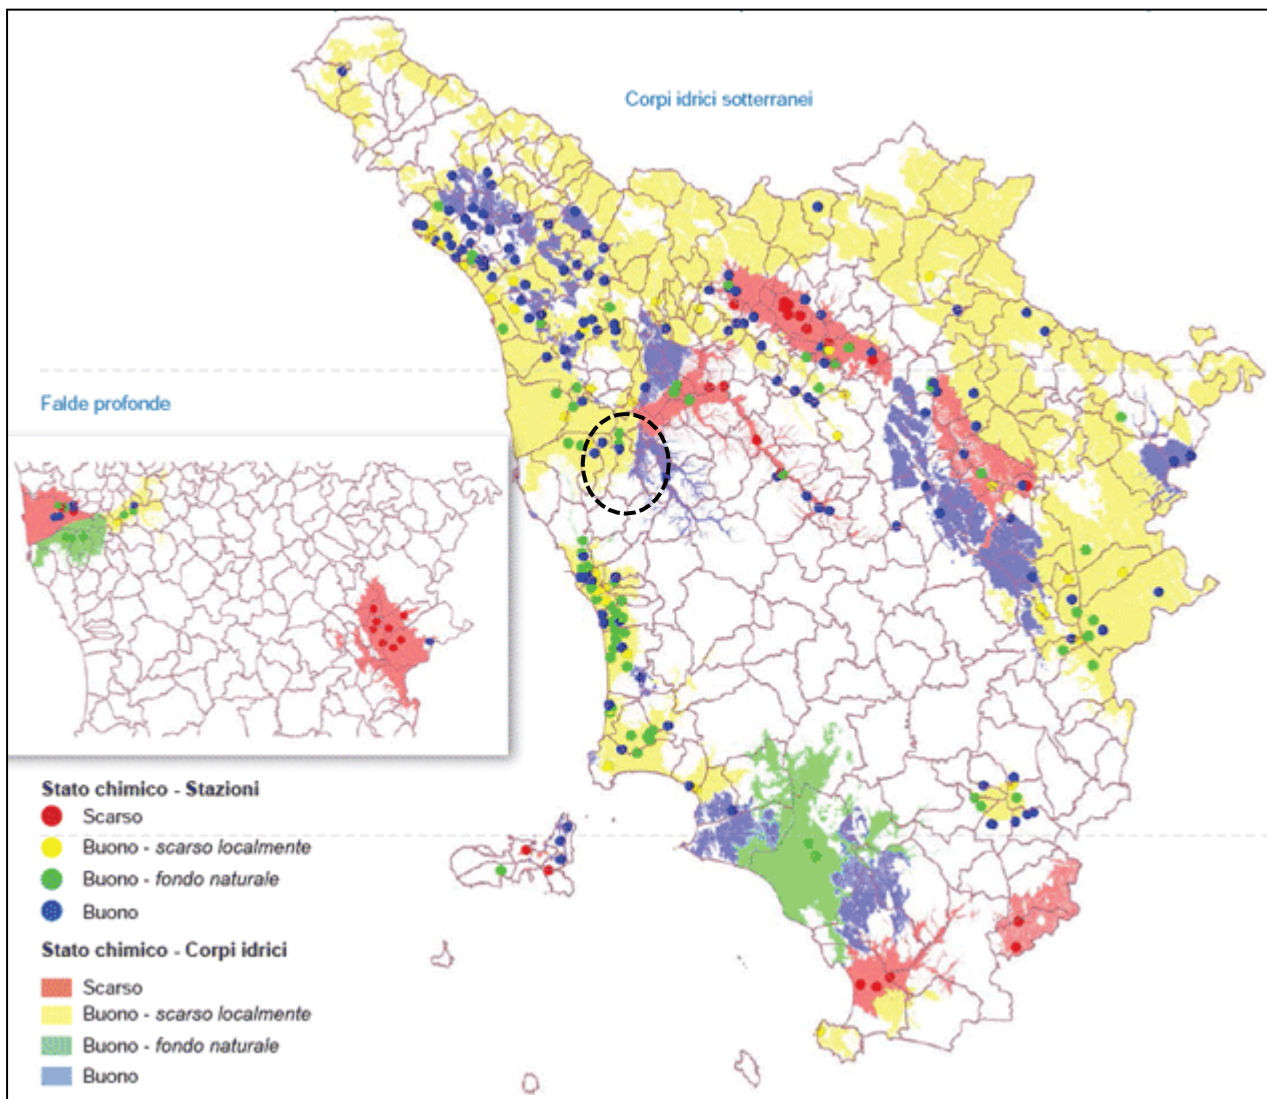 Corpi idrici sotterranei
Falde profonde
Stato chimico - Stazioni
Scarso
Buono - scarso localmente
Buono - fondo naturale
Buono
Stato chimico - Corpi idrici
Scarso
Buono - scarso localmente
Buono - fondo naturale
Buono